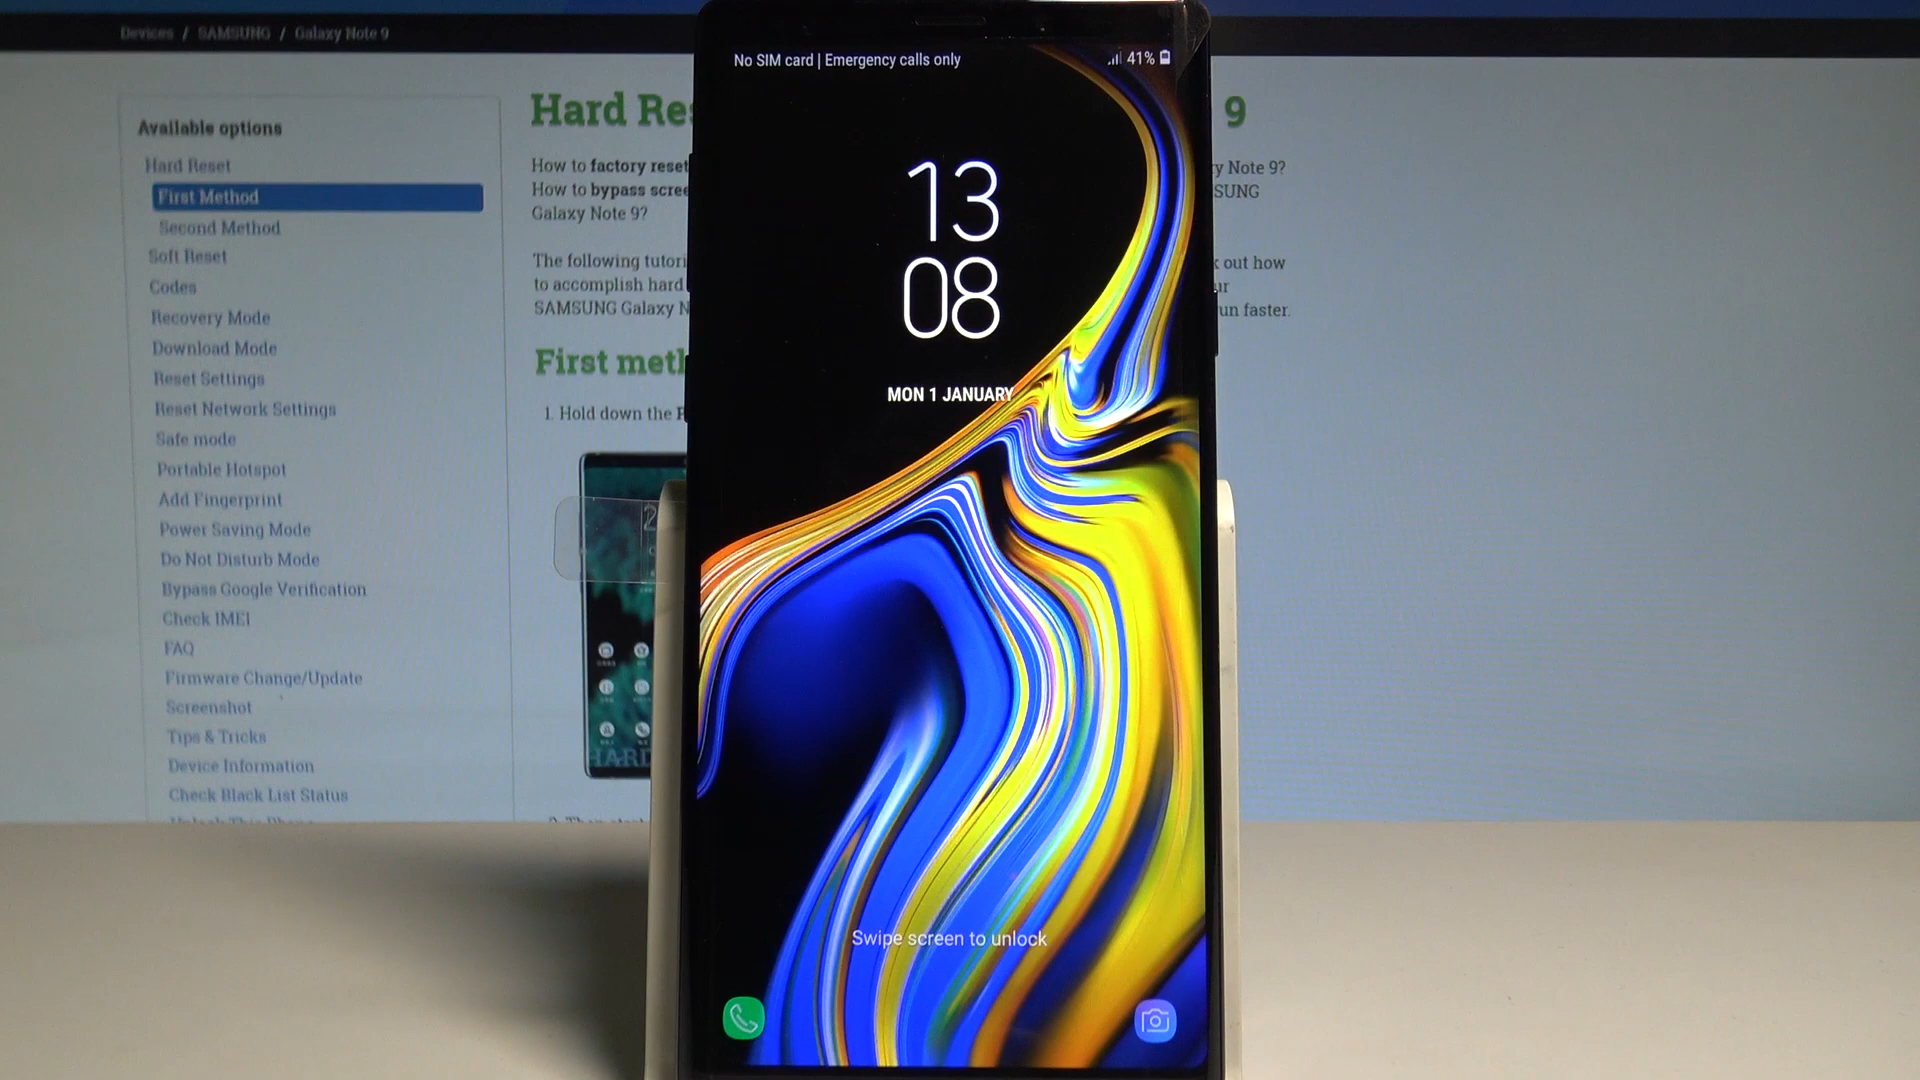 Devices / SAMSUNG / Galaxy Note 9
Available options
Hard Reset
First Method
Second Method
Soft Reset
Codes
Recovery Mode
Download Mode
Reset Settings
Reset Network Settings
Safe mode
Portable Hotspot
Add Fingerprint
Power Saving Mode
Do Not Disturb Mode
Bypass Google Verification
Check IMEI
FAQ
Firmware Change/Update
Screenshot
Tips & Tricks
Device Information
Check Black List Status
Hard Res 9
How to factory reset y Note 9?
How to bypass scree SUNG
Galaxy Note 9?
The following tutori out how
to accomplish hard ur
SAMSUNG Galaxy N un faster.
First meth
1. Hold down the P
No SIM card | Emergency calls only
41%
13
08
MON 1 JANUARY
Swipe screen to unlock